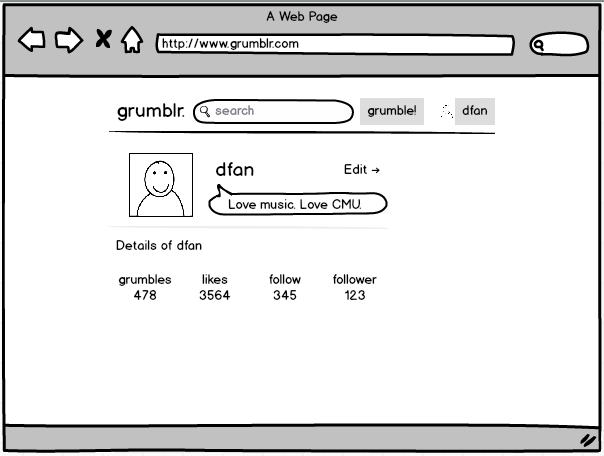 A Web Page
http://www.grumblr.com
grumblr. search grumble! dfan
dfan Edit →
Love music. Love CMU.
Details of dfan
grumbles likes follow follower
478 3564 345 123